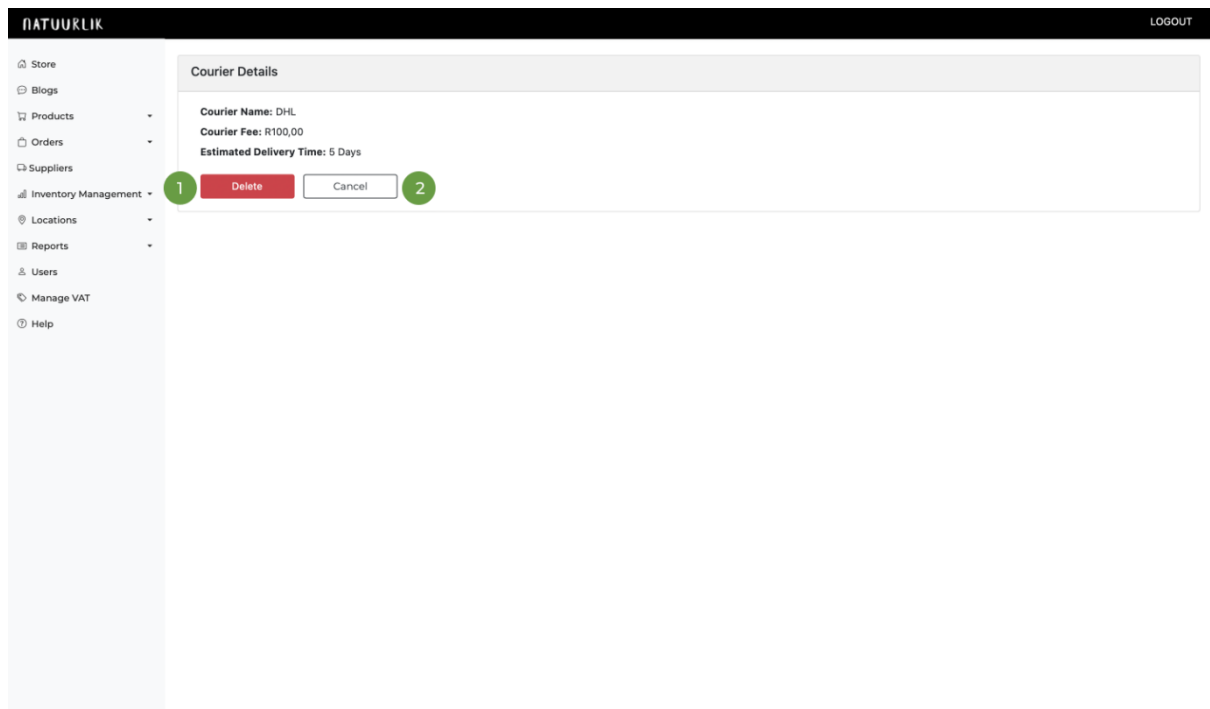 NATUURLIK
LOGOUT
Store
Blogs
Products
Orders
Suppliers
Inventory Management
Locations
Reports
Users
Manage VAT
Help
Courier Details
Courier Name: DHL
Courier Fee: R100,00
Estimated Delivery Time: 5 Days
1 Delete Cancel 2